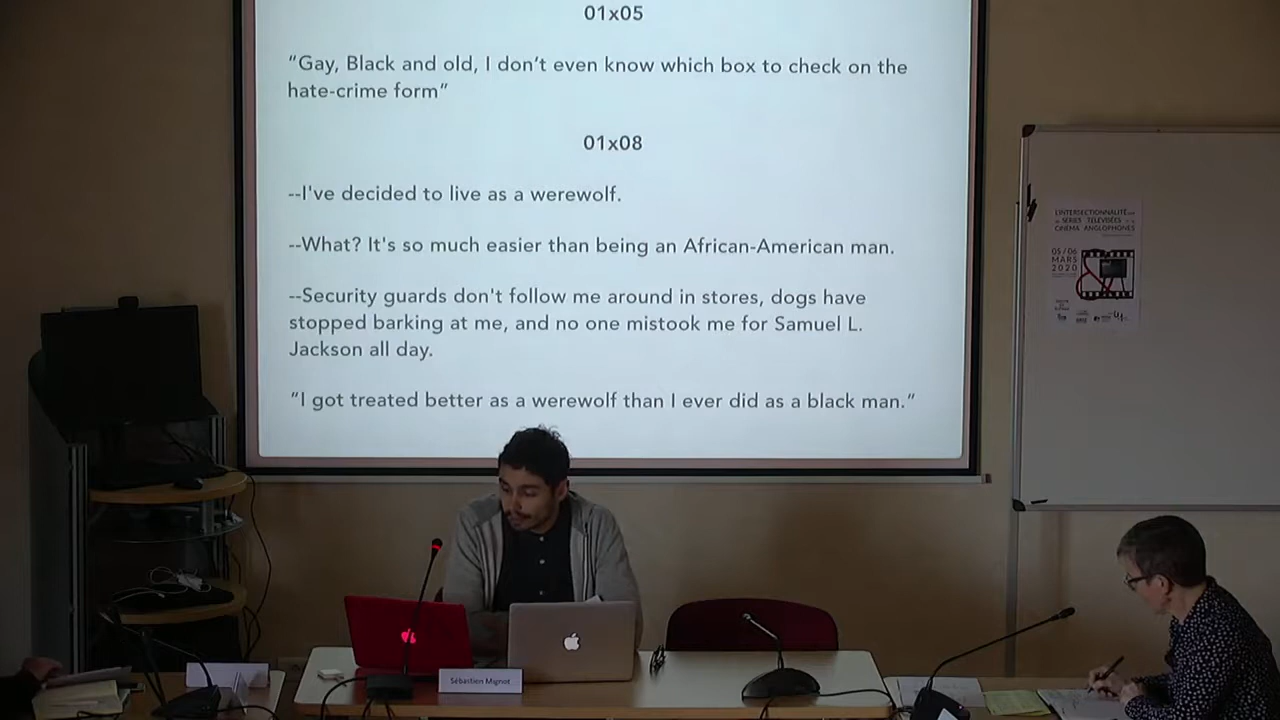 01x05
“Gay, Black and old, I don’t even know which box to check on the
hate-crime form”
01x08
--I've decided to live as a werewolf.
--What? It's so much easier than being an African-American man.
--Security guards don't follow me around in stores, dogs have
stopped barking at me, and no one mistook me for Samuel L.
Jackson all day.
“I got treated better as a werewolf than I ever did as a black man.”
L'INTERSECTIONNALITÉ
SÉRIES TÉLÉVISÉES
CINÉMA ANGLOPHONES
05/06
MARS
2020
Sébastien Mignot